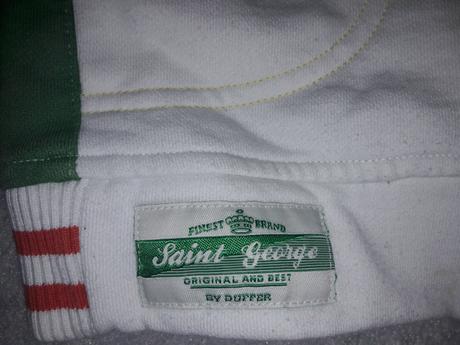 FINEST BRAND
Saint George
ORIGINAL AND BEST
BY DUFFER